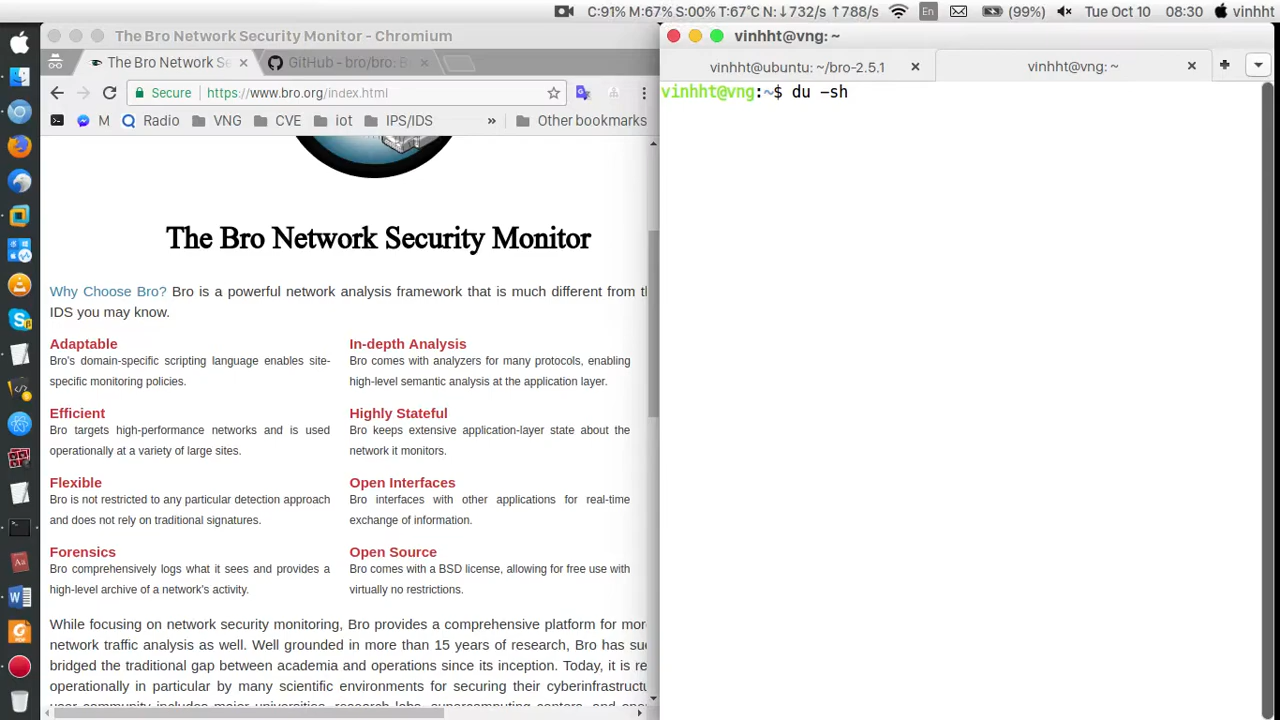 C:91% M:67% S:00% T:67°C N:↓732/s ↑788/s En (99%) Tue Oct 10 08:30 vinhht
The Bro Network Security Monitor - Chromium
The Bro Network Se
GitHub - bro/bro: B
Secure https://www.bro.org/index.html
M Radio VNG CVE iot IPS/IDS » Other bookmarks
The Bro Network Security Monitor
Why Choose Bro? Bro is a powerful network analysis framework that is much different from
IDS you may know.
Adaptable
Bro's domain-specific scripting language enables site-
specific monitoring policies.
In-depth Analysis
Bro comes with analyzers for many protocols, enabling
high-level semantic analysis at the application layer.
Efficient
Bro targets high-performance networks and is used
operationally at a variety of large sites.
Highly Stateful
Bro keeps extensive application-layer state about the
network it monitors.
Flexible
Bro is not restricted to any particular detection approach
and does not rely on traditional signatures.
Open Interfaces
Bro interfaces with other applications for real-time
exchange of information.
Forensics
Bro comprehensively logs what it sees and provides a
high-level archive of a network's activity.
Open Source
Bro comes with a BSD license, allowing for free use with
virtually no restrictions.
While focusing on network security monitoring, Bro provides a comprehensive platform for
network traffic analysis as well. Well grounded in more than 15 years of research, Bro has
bridged the traditional gap between academia and operations since its inception. Today, it is
operationally in particular by many scientific environments for securing their
user community includes major universities, research labs, supercomputing centers, and
vinhht@vng: ~
vinhht@ubuntu: ~/bro-2.5.1
vinhht@vng: ~
vinhht@vng:~$ du -sh